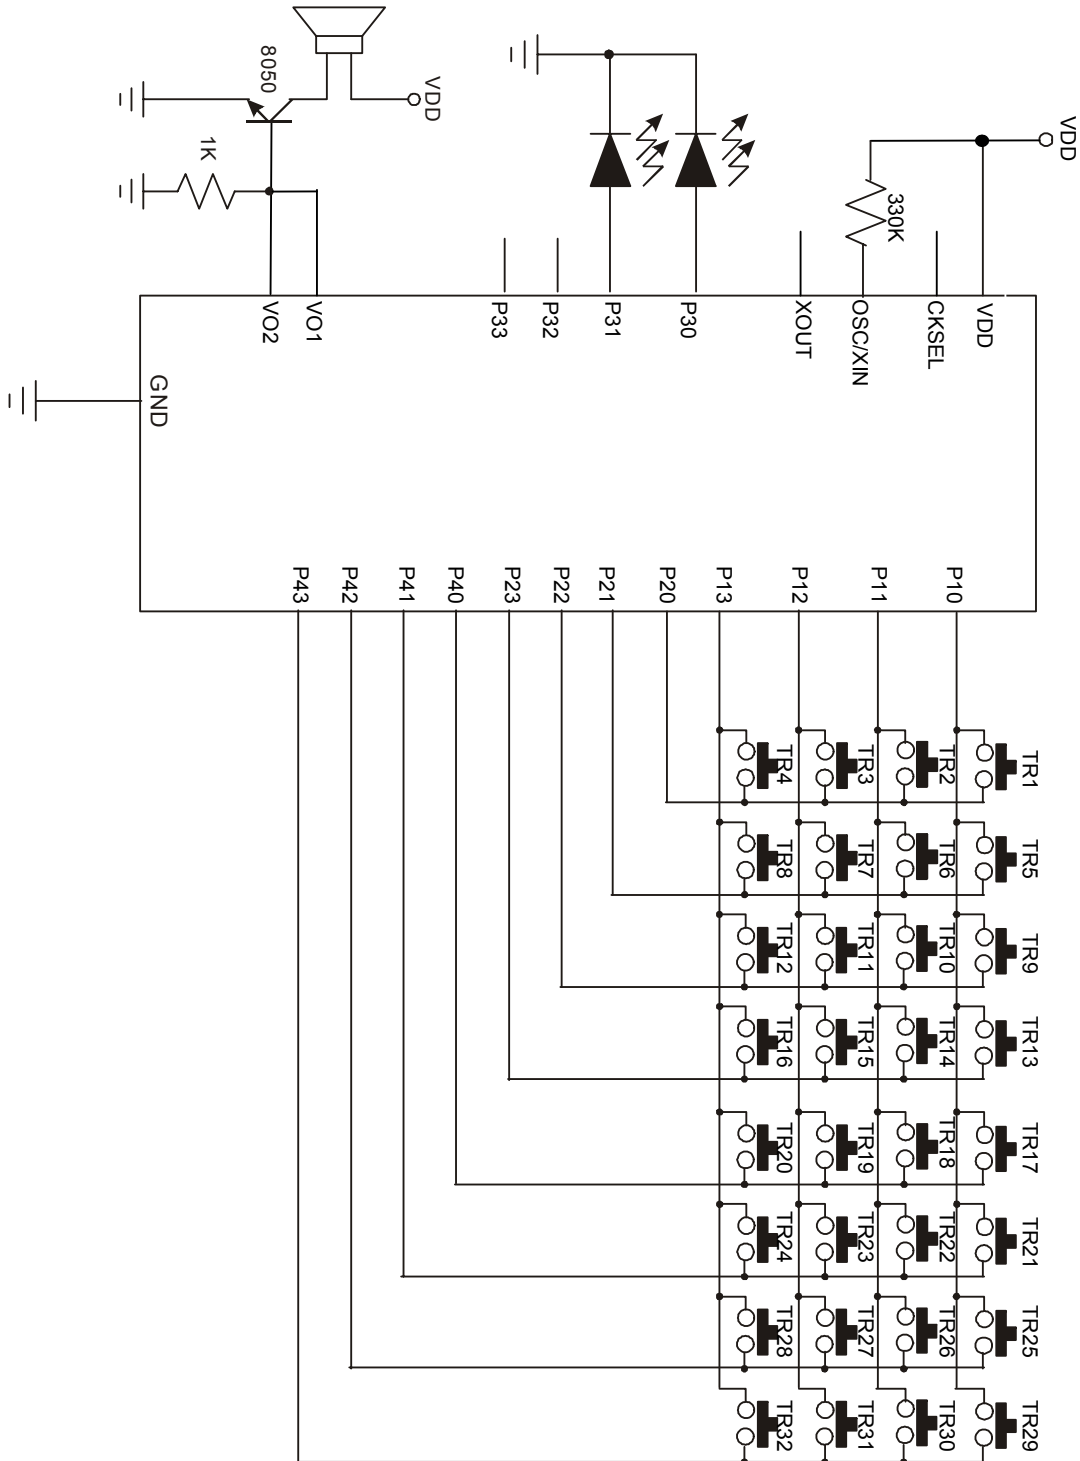 8050
VDD
VDD
1K
330K
VO2
VO1
P33
P32
P31
P30
XOUT
OSC/XIN
CKSEL
VDD
GND
P43
P42
P41
P40
P23
P22
P21
P20
P13
P12
P11
P10
TR4
TR3
TR2
TR1
TR8
TR7
TR6
TR5
TR12
TR11
TR10
TR9
TR16
TR15
TR14
TR13
TR20
TR19
TR18
TR17
TR24
TR23
TR22
TR21
TR28
TR27
TR26
TR25
TR32
TR31
TR30
TR29